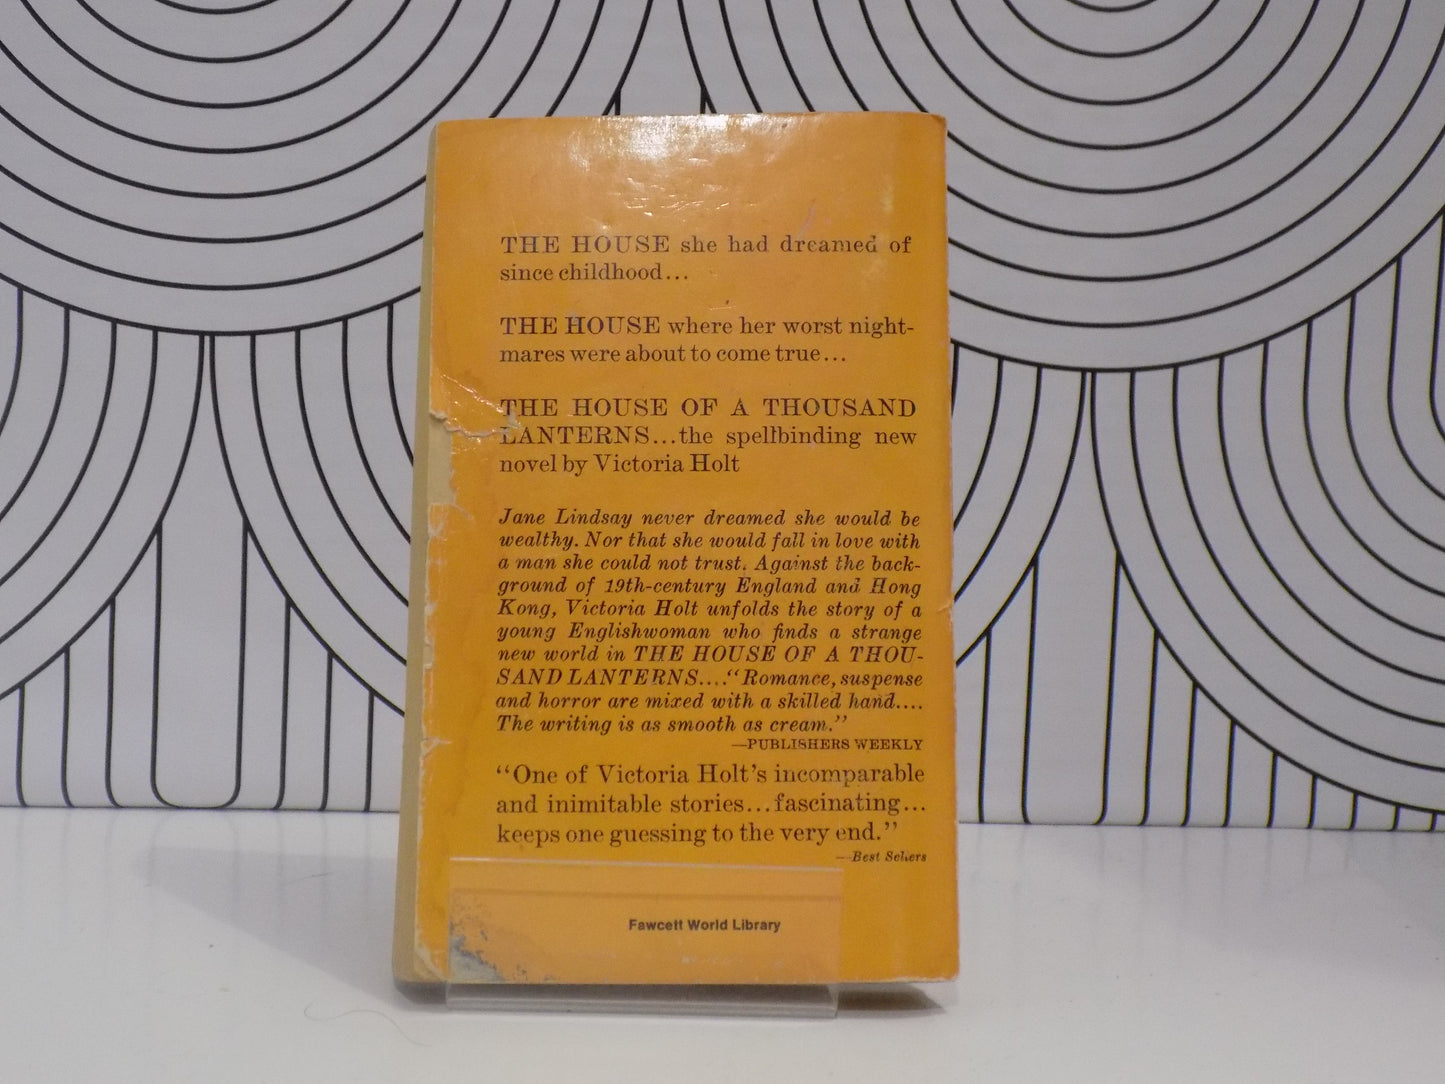 THE HOUSE she had dreamed of
since childhood...
THE HOUSE where her worst night-
mares were about to come true...
THE HOUSE OF A THOUSAND
LANTERNS...the spellbinding new
novel by Victoria Holt
Jane Lindsay never dreamed she would be
wealthy. Nor that she would fall in love with
a man she could not trust. Against the back-
ground of 19th-century England and Hong
Kong, Victoria Holt unfolds the story of a
young Englishwoman who finds a strange
new world in THE HOUSE OF A THOU-
SAND LANTERNS...."Romance, suspense
and horror are mixed with a skilled hand....
The writing is as smooth as cream."
—PUBLISHERS WEEKLY
"One of Victoria Holt's incomparable
and inimitable stories...fascinating...
keeps one guessing to the very end."
—Best Sellers
Fawcett World Library